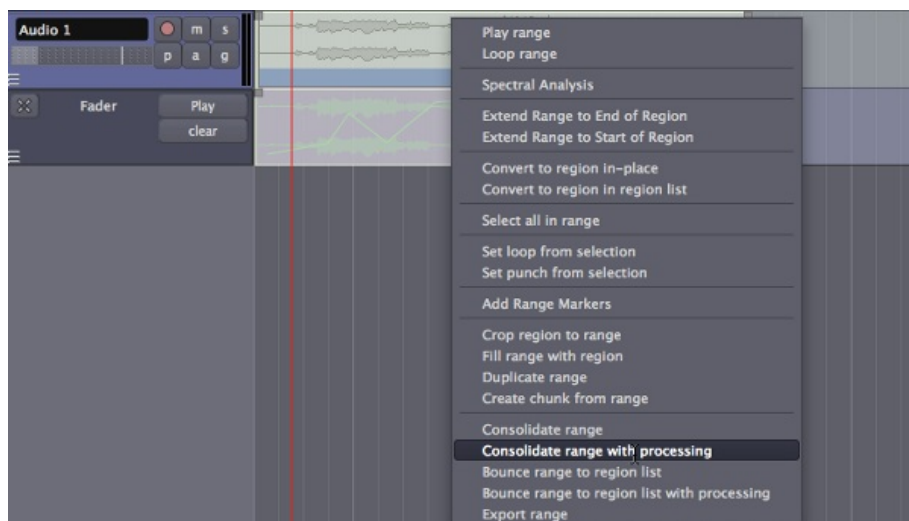 Audio 1
m s
p a g
Fader
Play
clear
Play range
Loop range
Spectral Analysis
Extend Range to End of Region
Extend Range to Start of Region
Convert to region in-place
Convert to region in region list
Select all in range
Set loop from selection
Set punch from selection
Add Range Markers
Crop region to range
Fill range with region
Duplicate range
Create chunk from range
Consolidate range
Consolidate range with processing
Bounce range to region list
Bounce range to region list with processing
Export range